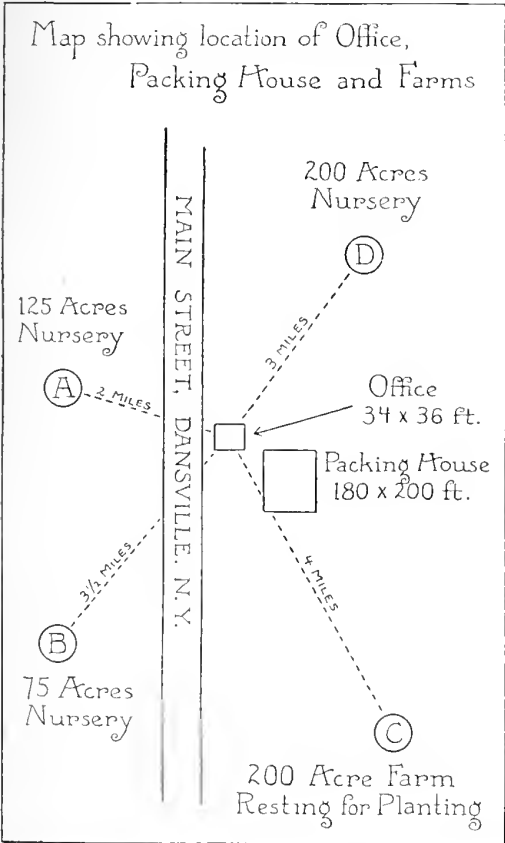 Map showing location of Office,
Packing House and Farms
200 Acres
Nursery
D
3 MILES
MAIN STREET, DANSVILLE. N.Y.
125 Acres
Nursery
A
2 MILES
Office
34 x 36 ft.
Packing House
180 x 200 ft.
3 1/2 MILES
4 MILES
B
75 Acres
Nursery
C
200 Acre Farm
Resting for Planting